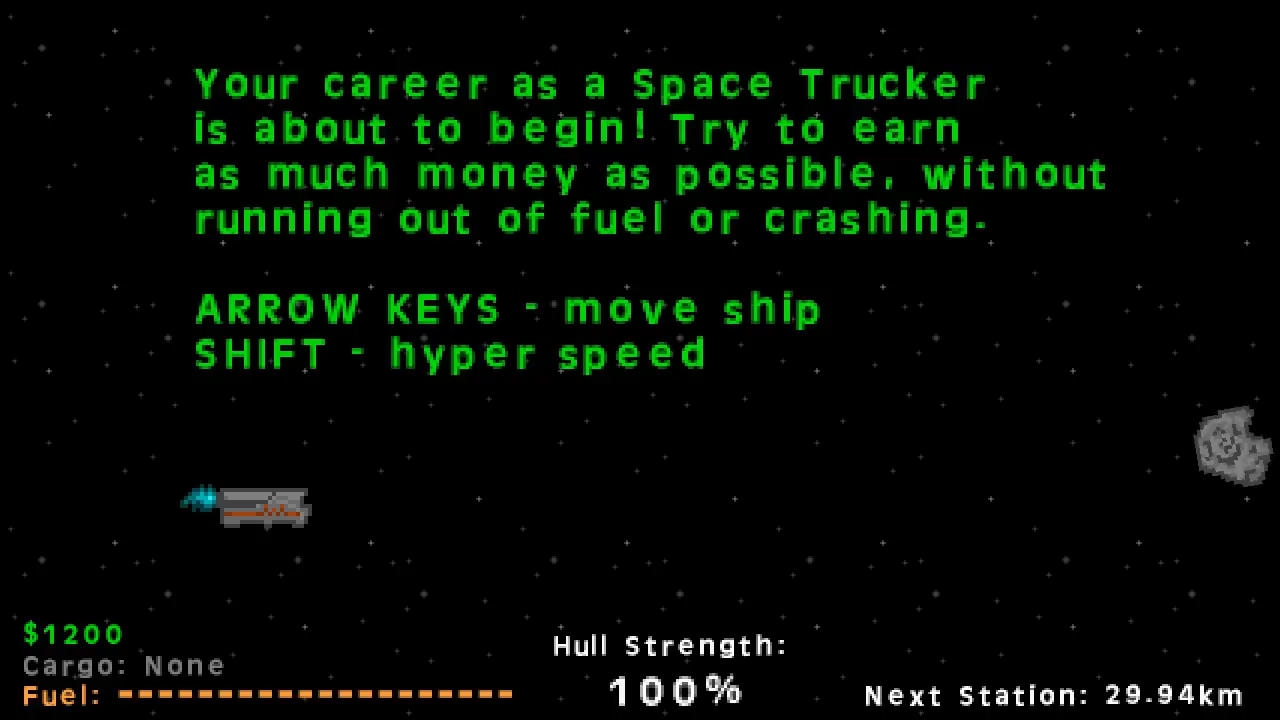 Your career as a Space Trucker
is about to begin! Try to earn
as much money as possible, without
running out of fuel or crashing.
ARROW KEYS - move ship
SHIFT - hyper speed
$1200
Cargo: None
Fuel:
Hull Strength:
100%
Next Station: 29.94km